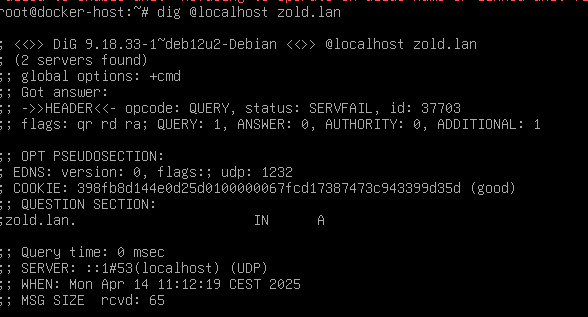 root@docker-host:~# dig @localhost zold.lan
; <<>> DiG 9.18.33-1~deb12u2-Debian <<>> @localhost zold.lan
; (2 servers found)
;; global options: +cmd
;; Got answer:
;; ->>HEADER<<- opcode: QUERY, status: SERVFAIL, id: 37703
;; flags: qr rd ra; QUERY: 1, ANSWER: 0, AUTHORITY: 0, ADDITIONAL: 1
;; OPT PSEUDOSECTION:
; EDNS: version: 0, flags:; udp: 1232
; COOKIE: 398fb8d144e0d25d0100000067fcd17387473c943399d35d (good)
;; QUESTION SECTION:
;zold.lan. IN A
;; Query time: 0 msec
;; SERVER: ::1#53(localhost) (UDP)
;; WHEN: Mon Apr 14 11:12:19 CEST 2025
;; MSG SIZE rcvd: 65